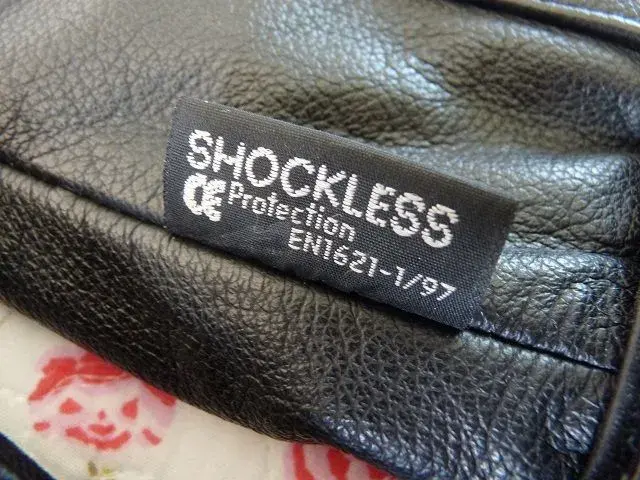 SHOCKLESS
CE Protection
EN1621-1/97